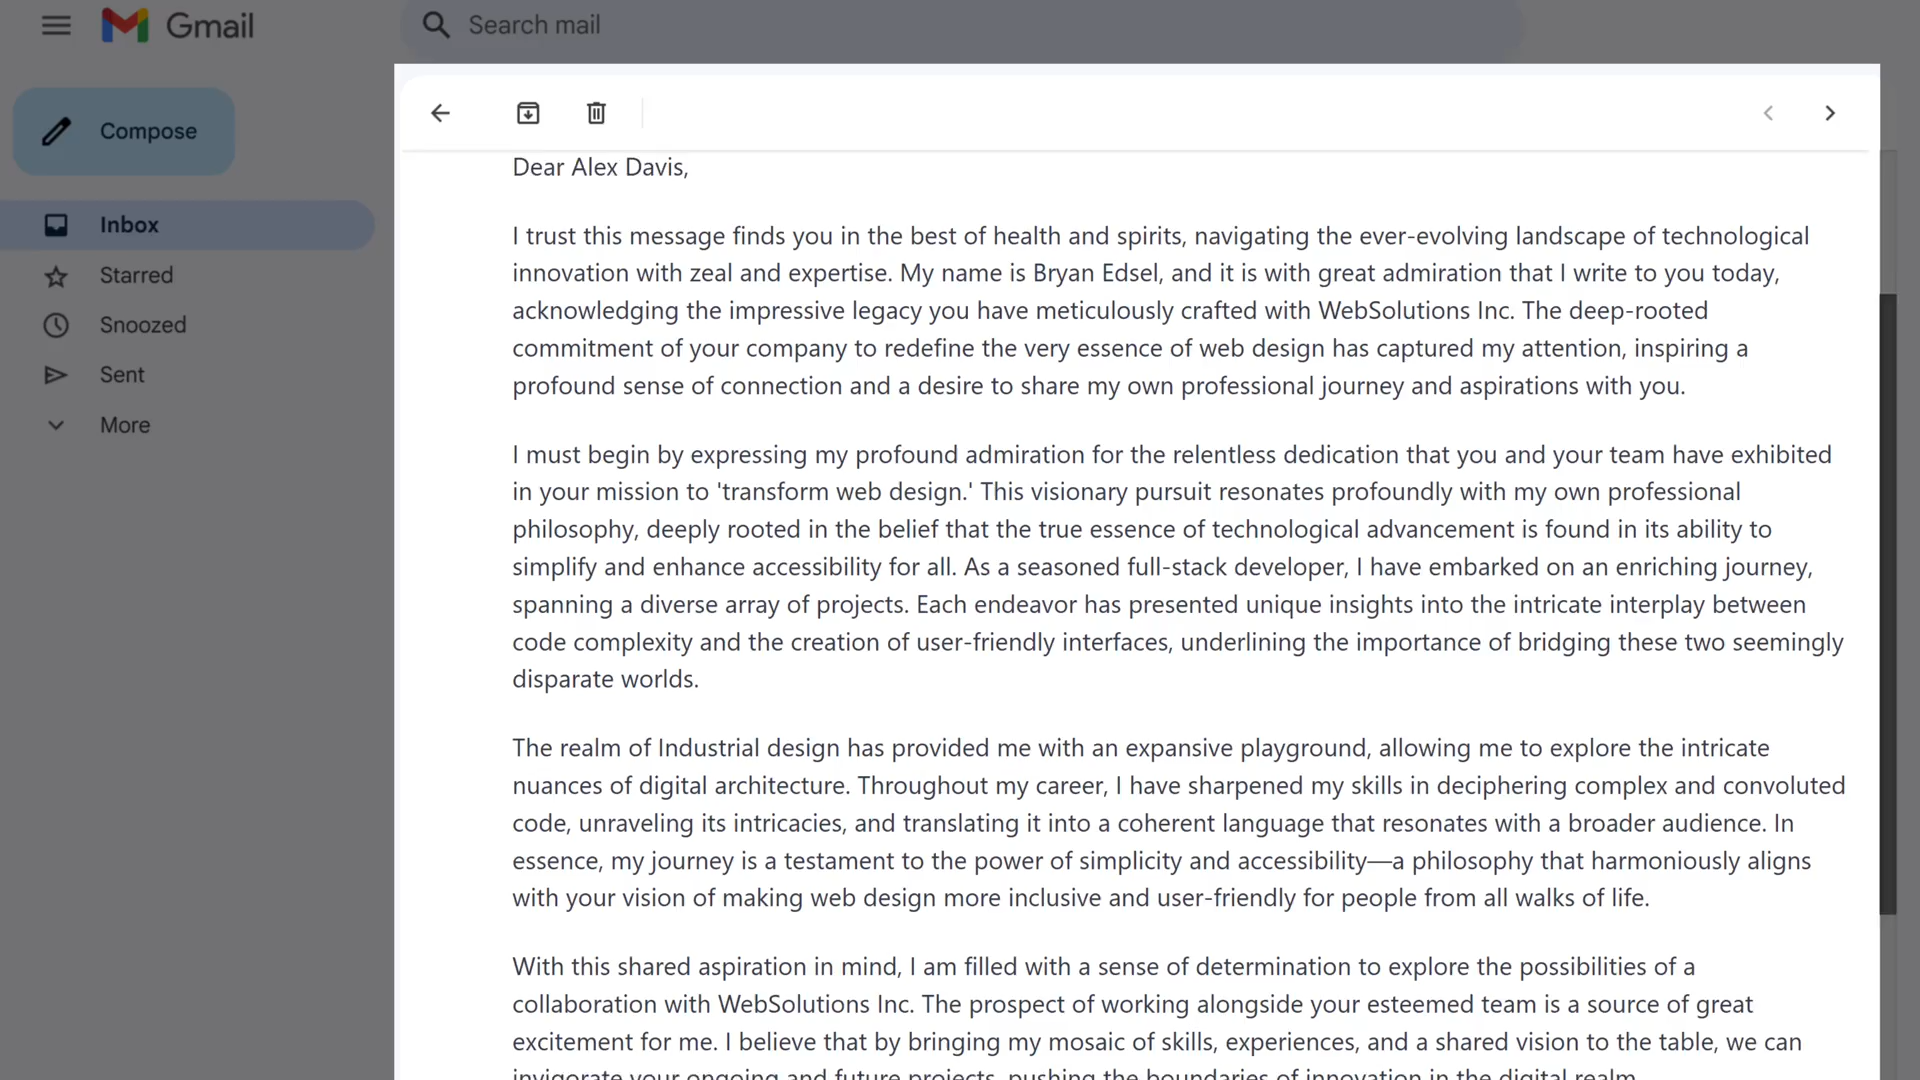 Gmail
Search mail
Compose
Inbox
Starred
Snoozed
Sent
More
Dear Alex Davis,
I trust this message finds you in the best of health and spirits, navigating the ever-evolving landscape of technological
innovation with zeal and expertise. My name is Bryan Edsel, and it is with great admiration that I write to you today,
acknowledging the impressive legacy you have meticulously crafted with WebSolutions Inc. The deep-rooted
commitment of your company to redefine the very essence of web design has captured my attention, inspiring a
profound sense of connection and a desire to share my own professional journey and aspirations with you.
I must begin by expressing my profound admiration for the relentless dedication that you and your team have exhibited
in your mission to 'transform web design.' This visionary pursuit resonates profoundly with my own professional
philosophy, deeply rooted in the belief that the true essence of technological advancement is found in its ability to
simplify and enhance accessibility for all. As a seasoned full-stack developer, I have embarked on an enriching journey,
spanning a diverse array of projects. Each endeavor has presented unique insights into the intricate interplay between
code complexity and the creation of user-friendly interfaces, underlining the importance of bridging these two seemingly
disparate worlds.
The realm of Industrial design has provided me with an expansive playground, allowing me to explore the intricate
nuances of digital architecture. Throughout my career, I have sharpened my skills in deciphering complex and convoluted
code, unraveling its intricacies, and translating it into a coherent language that resonates with a broader audience. In
essence, my journey is a testament to the power of simplicity and accessibility—a philosophy that harmoniously aligns
with your vision of making web design more inclusive and user-friendly for people from all walks of life.
With this shared aspiration in mind, I am filled with a sense of determination to explore the possibilities of a
collaboration with WebSolutions Inc. The prospect of working alongside your esteemed team is a source of great
excitement for me. I believe that by bringing my mosaic of skills, experiences, and a shared vision to the table, we can
invigorate your ongoing and future projects, pushing the boundaries of innovation in the digital realm.